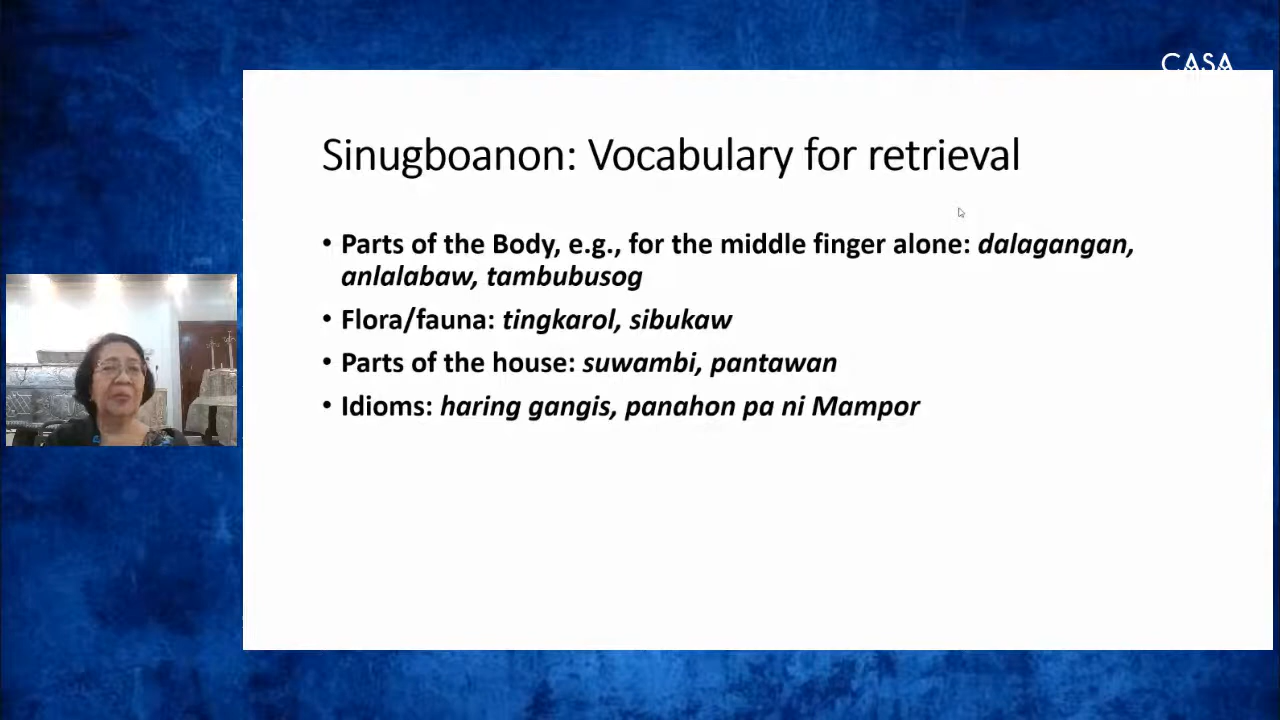 CASA
Sinugboanon: Vocabulary for retrieval
• Parts of the Body, e.g., for the middle finger alone: dalagangan,
anlalabaw, tambubusog
• Flora/fauna: tingkarol, sibukaw
• Parts of the house: suwambi, pantawan
• Idioms: haring gangis, panahon pa ni Mampor